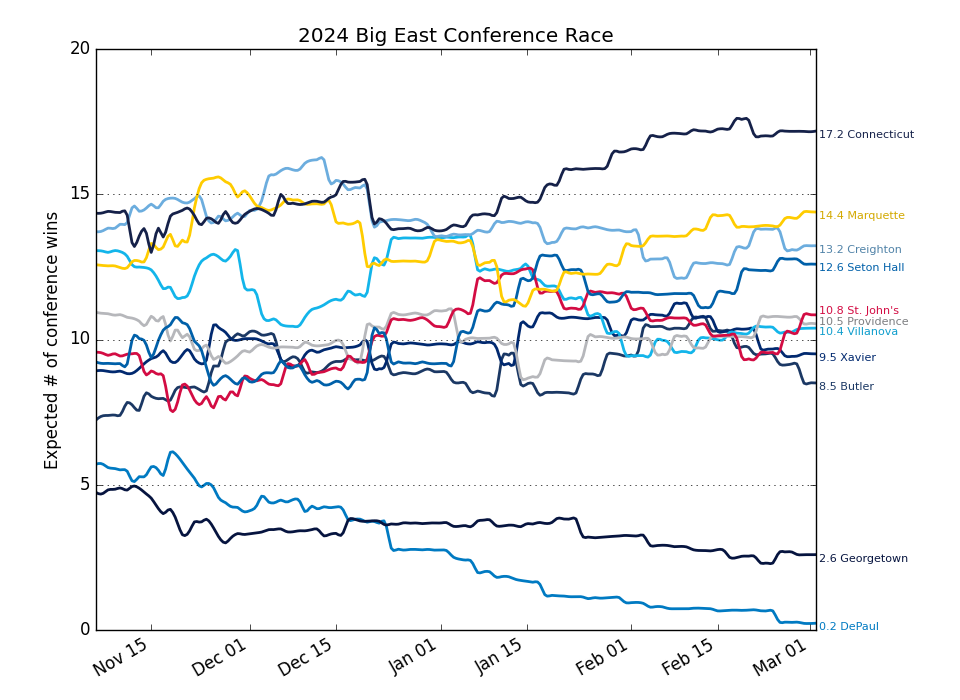 2024 Big East Conference Race
Expected # of conference wins
20
15
10
5
0
17.2 Connecticut
14.4 Marquette
13.2 Creighton
12.6 Seton Hall
10.8 St. John's
10.5 Providence
10.4 Villanova
9.5 Xavier
8.5 Butler
2.6 Georgetown
0.2 DePaul
Nov 15
Dec 01
Dec 15
Jan 01
Jan 15
Feb 01
Feb 15
Mar 01